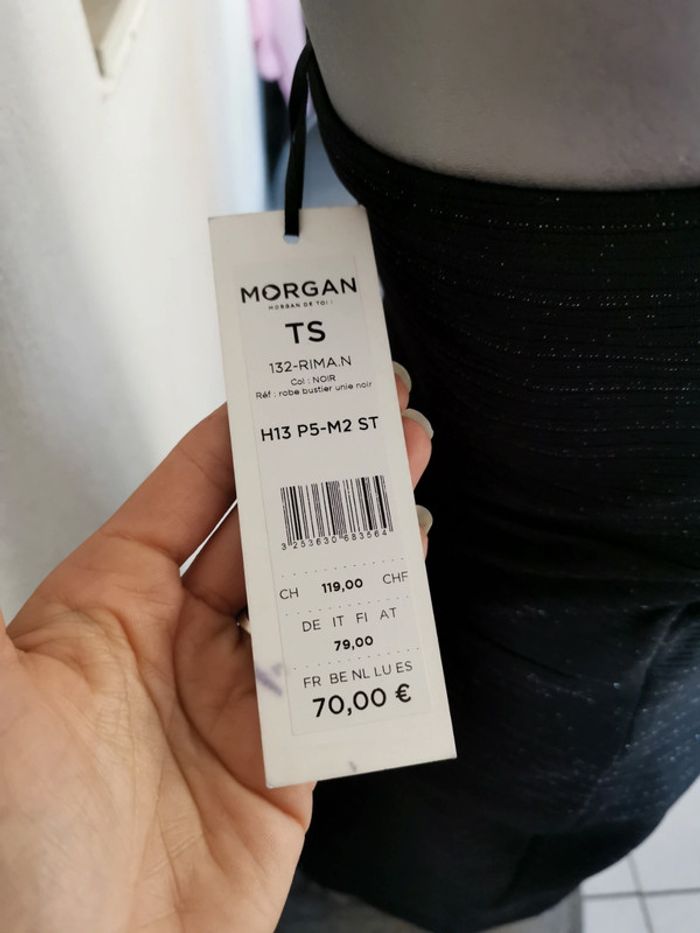 MORGAN
MORGAN DE TOI !
TS
132-RIMA.N
Col : NOIR
Réf : robe bustier unie noir
H13 P5-M2 ST
3 253630 683564
CH 119,00 CHF
DE IT FI AT
79,00
FR BE NL LU ES
70,00 €